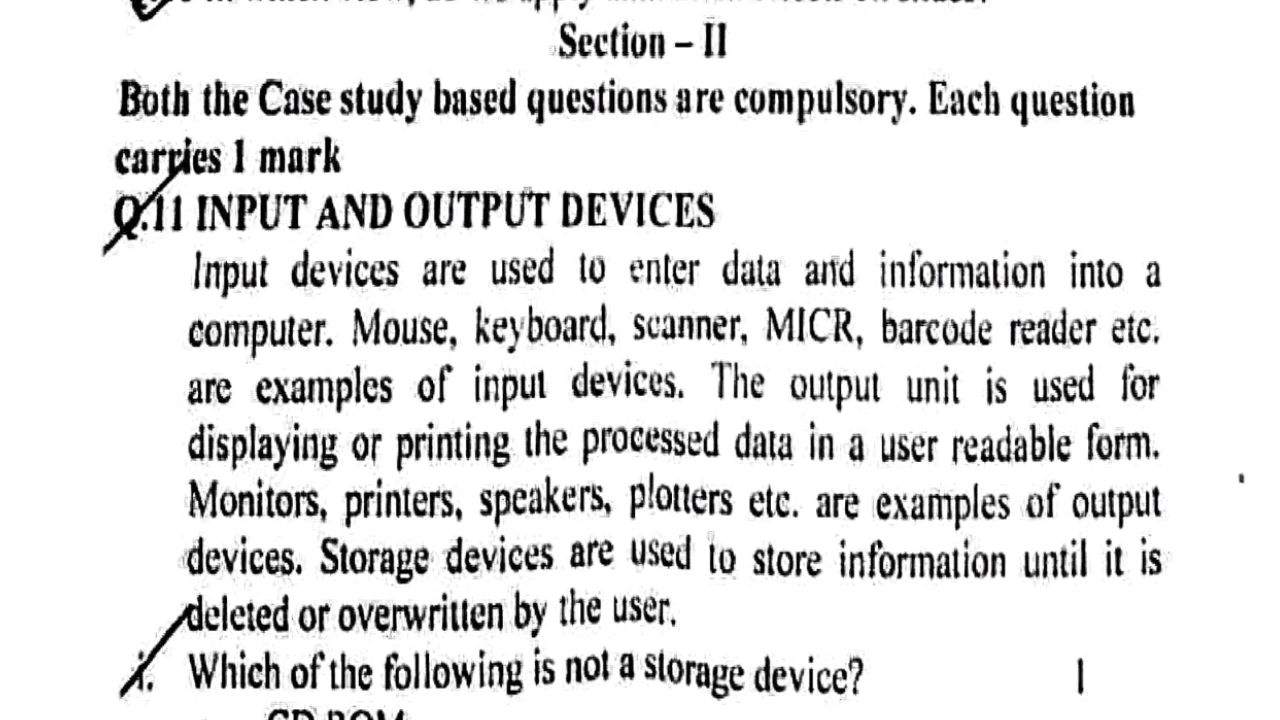 Section – II
Both the Case study based questions are compulsory. Each question
carries 1 mark
Q.11 INPUT AND OUTPUT DEVICES
Input devices are used to enter data and information into a
computer. Mouse, keyboard, scanner, MICR, barcode reader etc.
are examples of input devices. The output unit is used for
displaying or printing the processed data in a user readable form.
Monitors, printers, speakers, plotters etc. are examples of output
devices. Storage devices are used to store information until it is
deleted or overwritten by the user.
i. Which of the following is not a storage device? 1
CD ROM